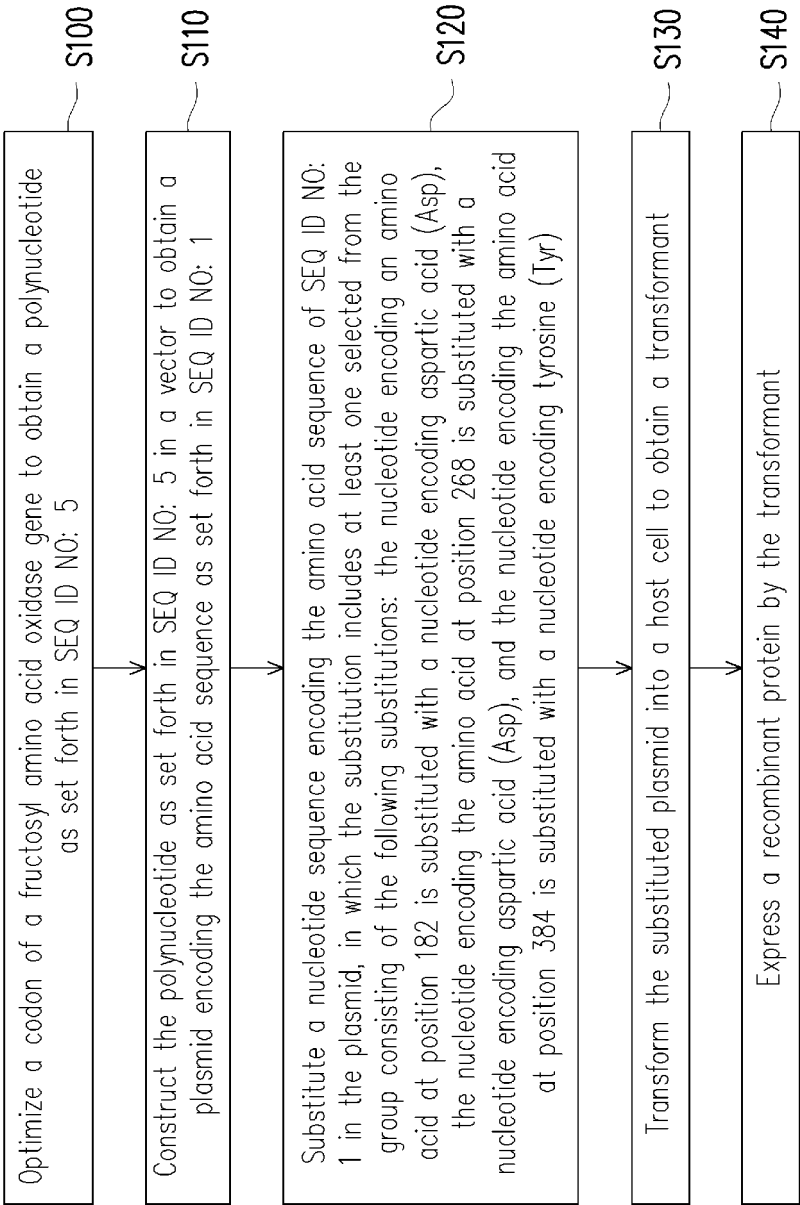 Optimize a codon of a fructosyl amino acid oxidase gene to obtain a polynucleotide
as set forth in SEQ ID NO: 5
S100
Construct the polynucleotide as set forth in SEQ ID NO: 5 in a vector to obtain a
plasmid encoding the amino acid sequence as set forth in SEQ ID NO: 1
S110
Substitute a nucleotide sequence encoding the amino acid sequence of SEQ ID NO:
1 in the plasmid, in which the substitution includes at least one selected from the
group consisting of the following substitutions: the nucleotide encoding an amino
acid at position 182 is substituted with a nucleotide encoding aspartic acid (Asp),
the nucleotide encoding the amino acid at position 268 is substituted with a
nucleotide encoding aspartic acid (Asp), and the nucleotide encoding the amino acid
at position 384 is substituted with a nucleotide encoding tyrosine (Tyr)
S120
Transform the substituted plasmid into a host cell to obtain a transformant
S130
Express a recombinant protein by the transformant
S140